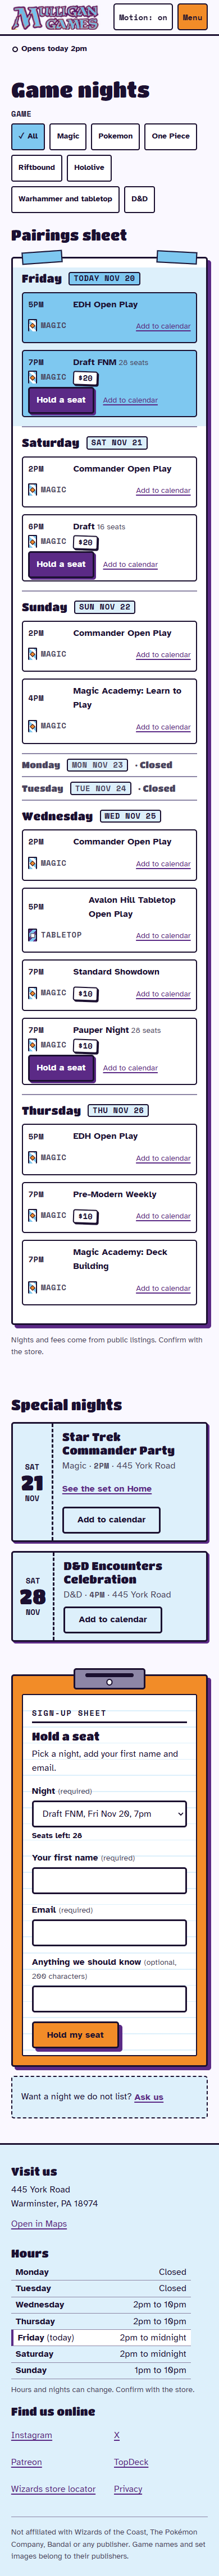 MULLIGAN GAMES
Motion: on
Menu
Opens today 2pm
Game nights
GAME
✓ All
Magic
Pokemon
One Piece
Riftbound
Hololive
Warhammer and tabletop
D&D
Pairings sheet
Friday TODAY NOV 20
5PM EDH Open Play
MAGIC Add to calendar
7PM Draft FNM 28 seats
MAGIC $20
Hold a seat Add to calendar
Saturday SAT NOV 21
2PM Commander Open Play
MAGIC Add to calendar
6PM Draft 16 seats
MAGIC $20
Hold a seat Add to calendar
Sunday SUN NOV 22
2PM Commander Open Play
MAGIC Add to calendar
4PM Magic Academy: Learn to
Play
MAGIC Add to calendar
Monday MON NOV 23 · Closed
Tuesday TUE NOV 24 · Closed
Wednesday WED NOV 25
2PM Commander Open Play
MAGIC Add to calendar
5PM Avalon Hill Tabletop
Open Play
TABLETOP Add to calendar
7PM Standard Showdown
MAGIC $10 Add to calendar
7PM Pauper Night 28 seats
MAGIC $10
Hold a seat Add to calendar
Thursday THU NOV 26
5PM EDH Open Play
MAGIC Add to calendar
7PM Pre-Modern Weekly
MAGIC $10 Add to calendar
7PM Magic Academy: Deck
Building
MAGIC Add to calendar
Nights and fees come from public listings. Confirm with
the store.
Special nights
SAT
21
NOV
Star Trek
Commander Party
Magic · 2PM · 445 York Road
See the set on Home
Add to calendar
SAT
28
NOV
D&D Encounters
Celebration
D&D · 4PM · 445 York Road
Add to calendar
SIGN-UP SHEET
Hold a seat
Pick a night, add your first name and
email.
Night (required)
Draft FNM, Fri Nov 20, 7pm
Seats left: 28
Your first name (required)
Email (required)
Anything we should know (optional,
200 characters)
Hold my seat
Want a night we do not list? Ask us
Visit us
445 York Road
Warminster, PA 18974
Open in Maps
Hours
Monday Closed
Tuesday Closed
Wednesday 2pm to 10pm
Thursday 2pm to 10pm
Friday (today) 2pm to midnight
Saturday 2pm to midnight
Sunday 1pm to 10pm
Hours and nights can change. Confirm with the store.
Find us online
Instagram X
Patreon TopDeck
Wizards store locator Privacy
Not affiliated with Wizards of the Coast, The Pokémon
Company, Bandai or any publisher. Game names and set
images belong to their publishers.